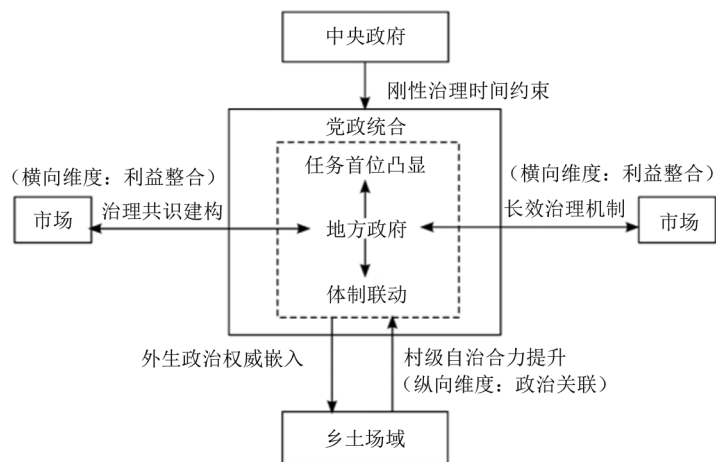 中央政府
刚性治理时间约束
党政统合
任务首位凸显
（横向维度：利益整合）
（横向维度：利益整合）
市场
治理共识建构
地方政府
长效治理机制
市场
体制联动
外生政治权威嵌入
村级自治合力提升
（纵向维度：政治关联）
乡土场域